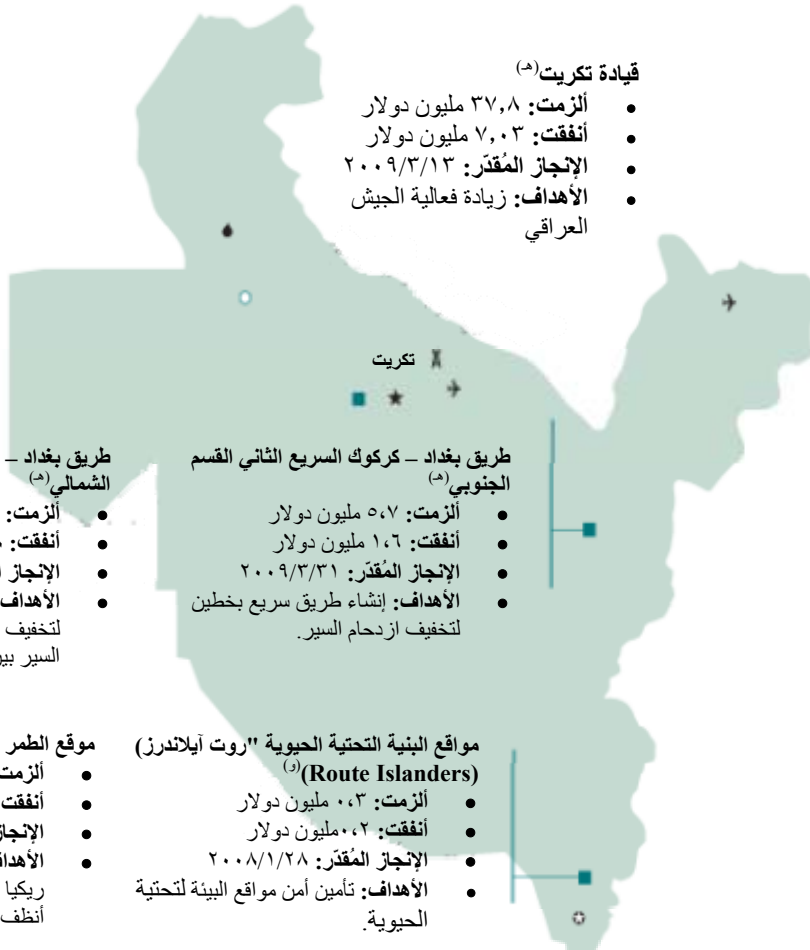 قيادة تكريت(هـ)
• ألزمت: ٣٧,٨ مليون دولار
• أنفقت: ٧,٠٣ مليون دولار
• الإنجاز المُقدّر: ٢٠٠٩/٣/١٣
• الأهداف: زيادة فعالية الجيش
العراقي
تكريت
طريق بغداد – كركوك السريع الثاني القسم
الجنوبي(هـ)
• ألزمت: ٥،٧ مليون دولار
• أنفقت: ١،٦ مليون دولار
• الإنجاز المُقدّر: ٢٠٠٩/٣/٣١
• الأهداف: إنشاء طريق سريع بخطين
لتخفيف ازدحام السير.
طريق بغداد –
الشمالي(هـ)
• ألزمت:
• أنفقت:
• الإنجاز
• الأهداف
لتخفيف
السير
مواقع البنية التحتية الحيوية "روت آيلاندرز)
(Route Islanders)(و)
• ألزمت: ٠،٣ مليون دولار
• أنفقت: ٠،٢مليون دولار
• الإنجاز المُقدّر: ٢٠٠٨/١/٢٨
• الأهداف: تأمين أمن مواقع البيئة لتحتية
الحيوية.
موقع الطمر
• ألزمت
• أنفقت
•
•
ريكيا
أنظف